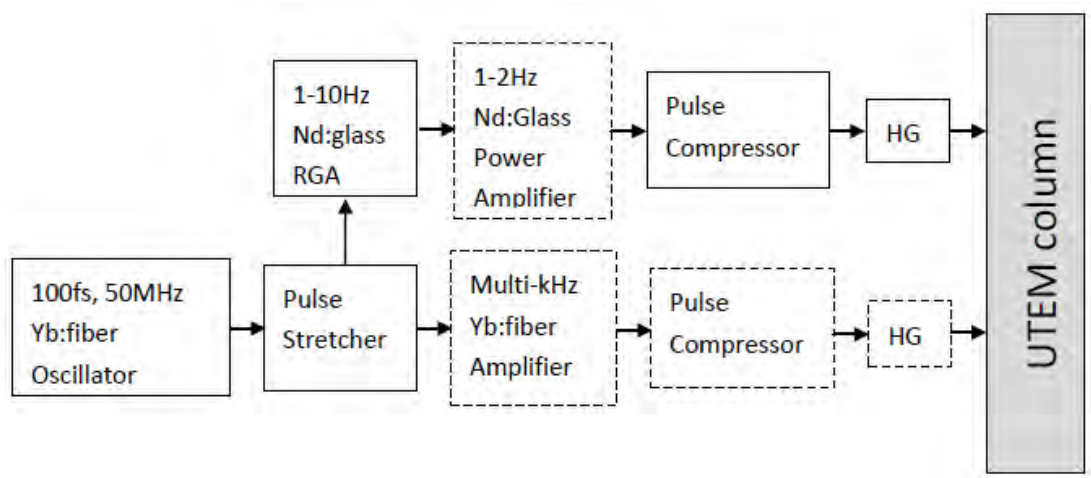 1-10Hz
Nd:glass
RGA
1-2Hz
Nd:Glass
Power
Amplifier
Pulse
Compressor
HG
100fs, 50MHz
Yb:fiber
Oscillator
Pulse
Stretcher
Multi-kHz
Yb:fiber
Amplifier
Pulse
Compressor
HG
UTEM column